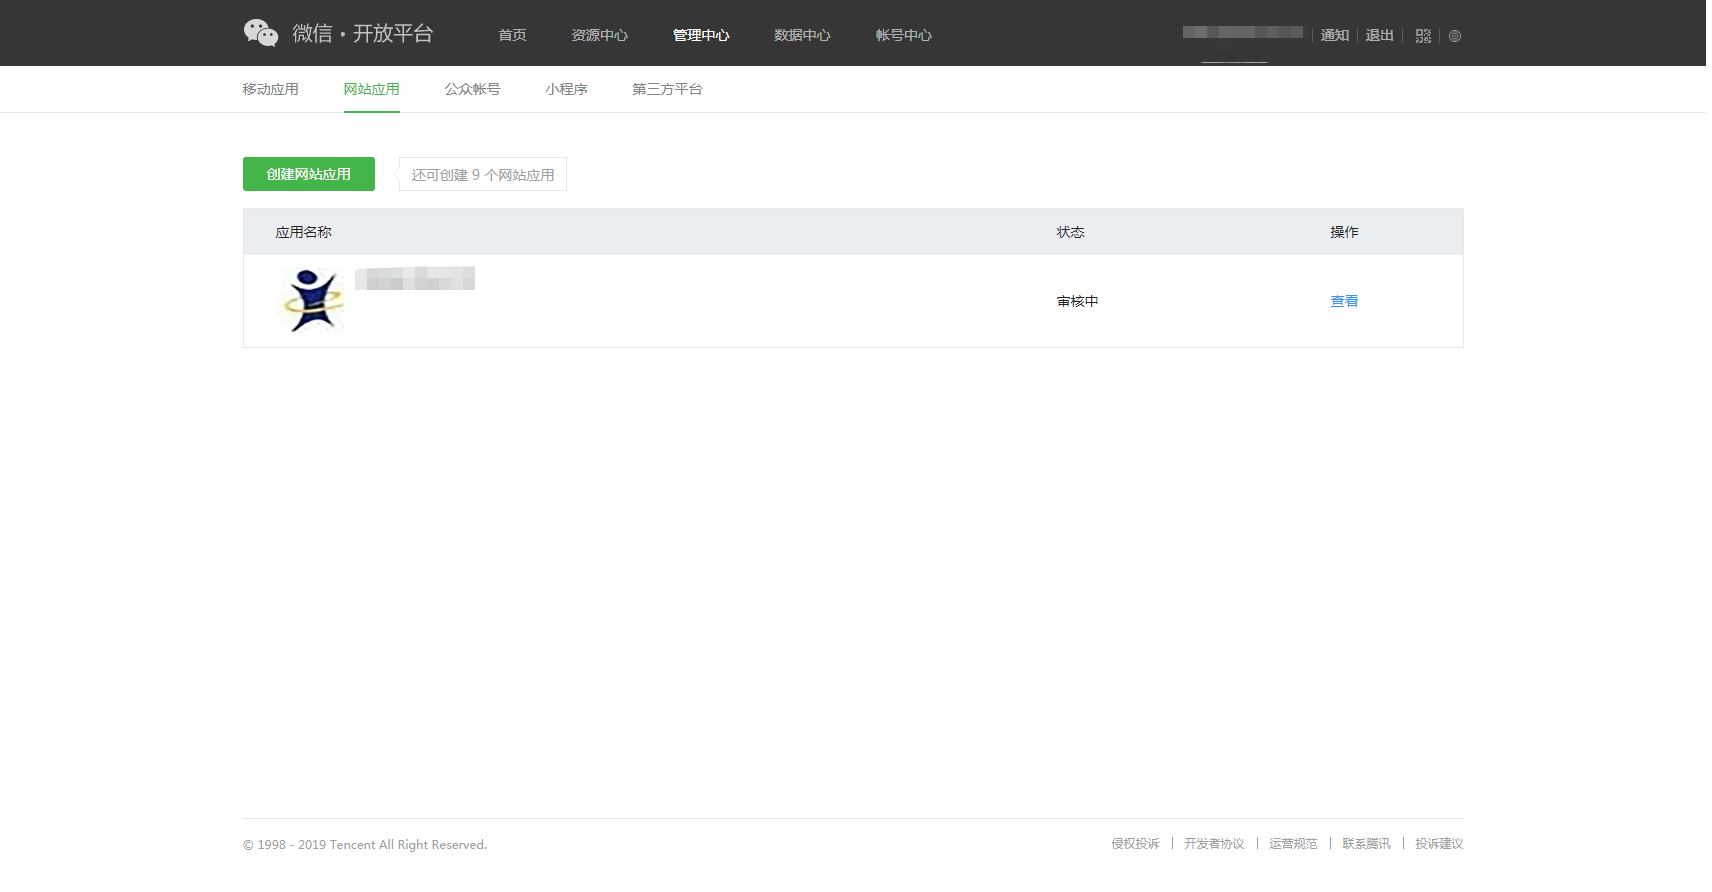 微信·开放平台 首页 资源中心 管理中心 数据中心 帐号中心 通知 退出
移动应用 网站应用 公众帐号 小程序 第三方平台
创建网站应用 还可创建 9 个网站应用
应用名称 状态 操作
审核中 查看
© 1998 - 2019 Tencent All Right Reserved. 侵权投诉 开发者协议 运营规范 联系腾讯 投诉建议